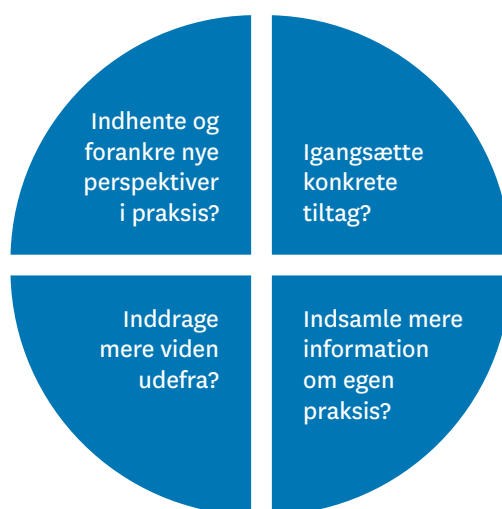 Indhente og
forankre nye
perspektiver
i praksis?
Igangsætte
konkrete
tiltag?
Inddrage
mere viden
udefra?
Indsamle mere
information
om egen
praksis?